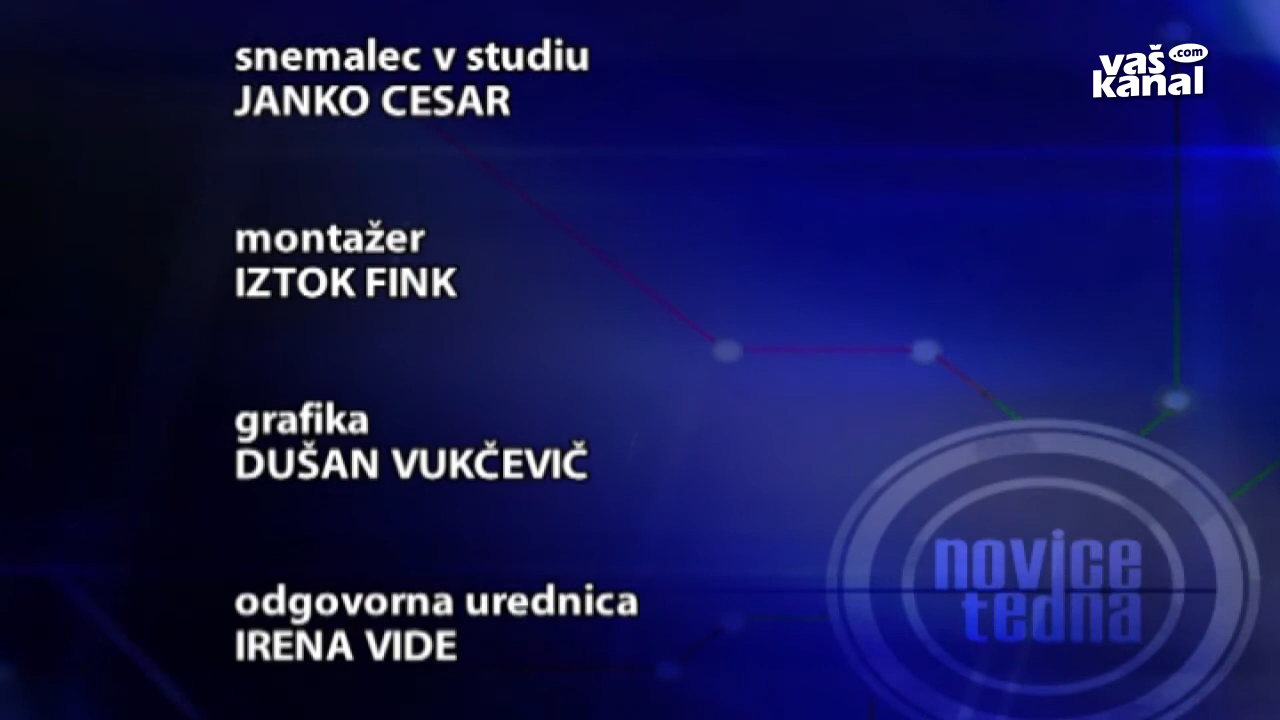 snemalec v studiu
JANKO CESAR
vaš .com
kanal
montažer
IZTOK FINK
grafika
DUŠAN VUKČEVIČ
odgovorna urednica
IRENA VIDE
novice
tedna